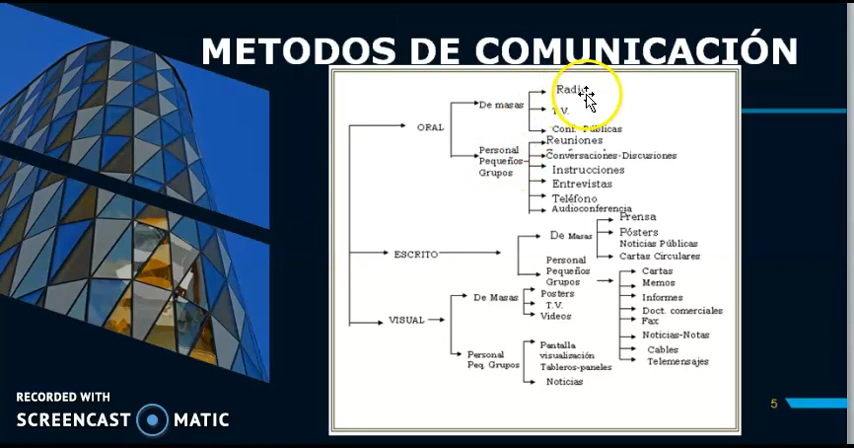 METODOS DE COMUNICACIÓN
ORAL
De masas
Radio
T.V.
Conf. Públicas
Personal
Pequeños
Grupos
Reuniones
Conversaciones-Discusiones
Instrucciones
Entrevistas
Teléfono
Audioconferencia
ESCRITO
De Masas
Prensa
Pósters
Noticias Públicas
Cartas Circulares
Personal
Pequeños
Grupos
Cartas
Memos
Informes
Doct. comerciales
Fax
Noticias-Notas
Cables
Telemensajes
VISUAL
De Masas
Posters
T.V.
Videos
Personal
Peq. Grupos
Pantalla
visualización
Tableros-paneles
Noticias
RECORDED WITH
SCREENCAST MATIC
5